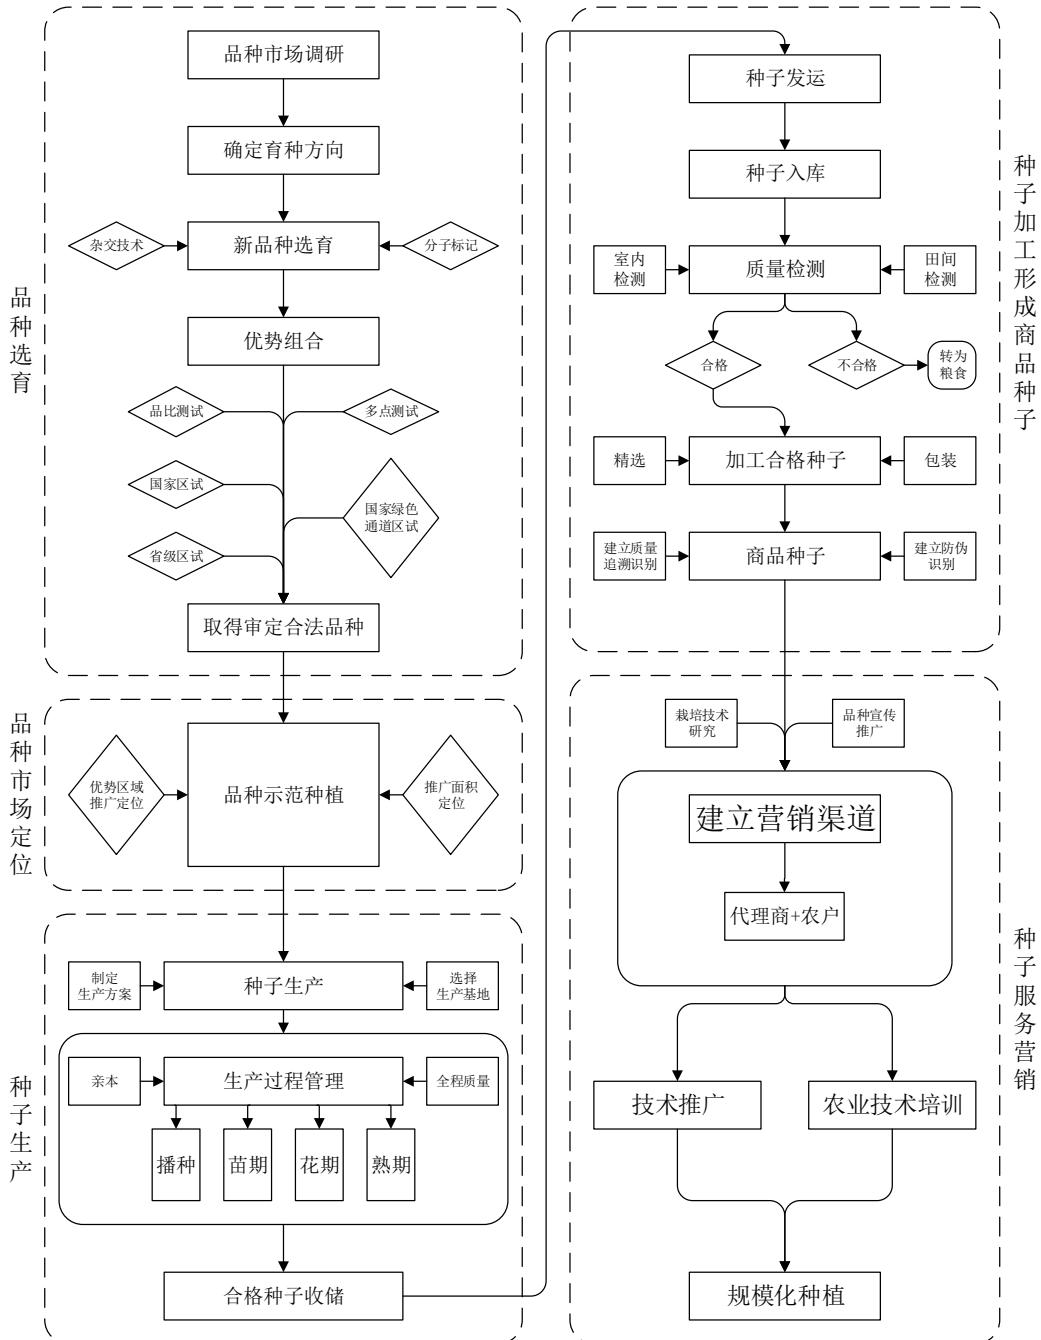 品种选育
品种市场调研
确定育种方向
杂交技术
新品种选育
分子标记
优势组合
品比测试
多点测试
国家区试
国家绿色
通道区试
省级区试
取得审定合法品种
品种市场定位
优势区域
推广定位
品种示范种植
推广面积
定位
种子生产
制定
生产方案
种子生产
选择
生产基地
亲本
生产过程管理
全程质量
播种
苗期
花期
熟期
合格种子收储
种子加工形成商品种子
种子发运
种子入库
室内
检测
质量检测
田间
检测
合格
不合格
转为
粮食
精选
加工合格种子
包装
建立质量
追溯识别
商品种子
建立防伪
识别
种子服务营销
栽培技术
研究
品种宣传
推广
建立营销渠道
代理商+农户
技术推广
农业技术培训
规模化种植